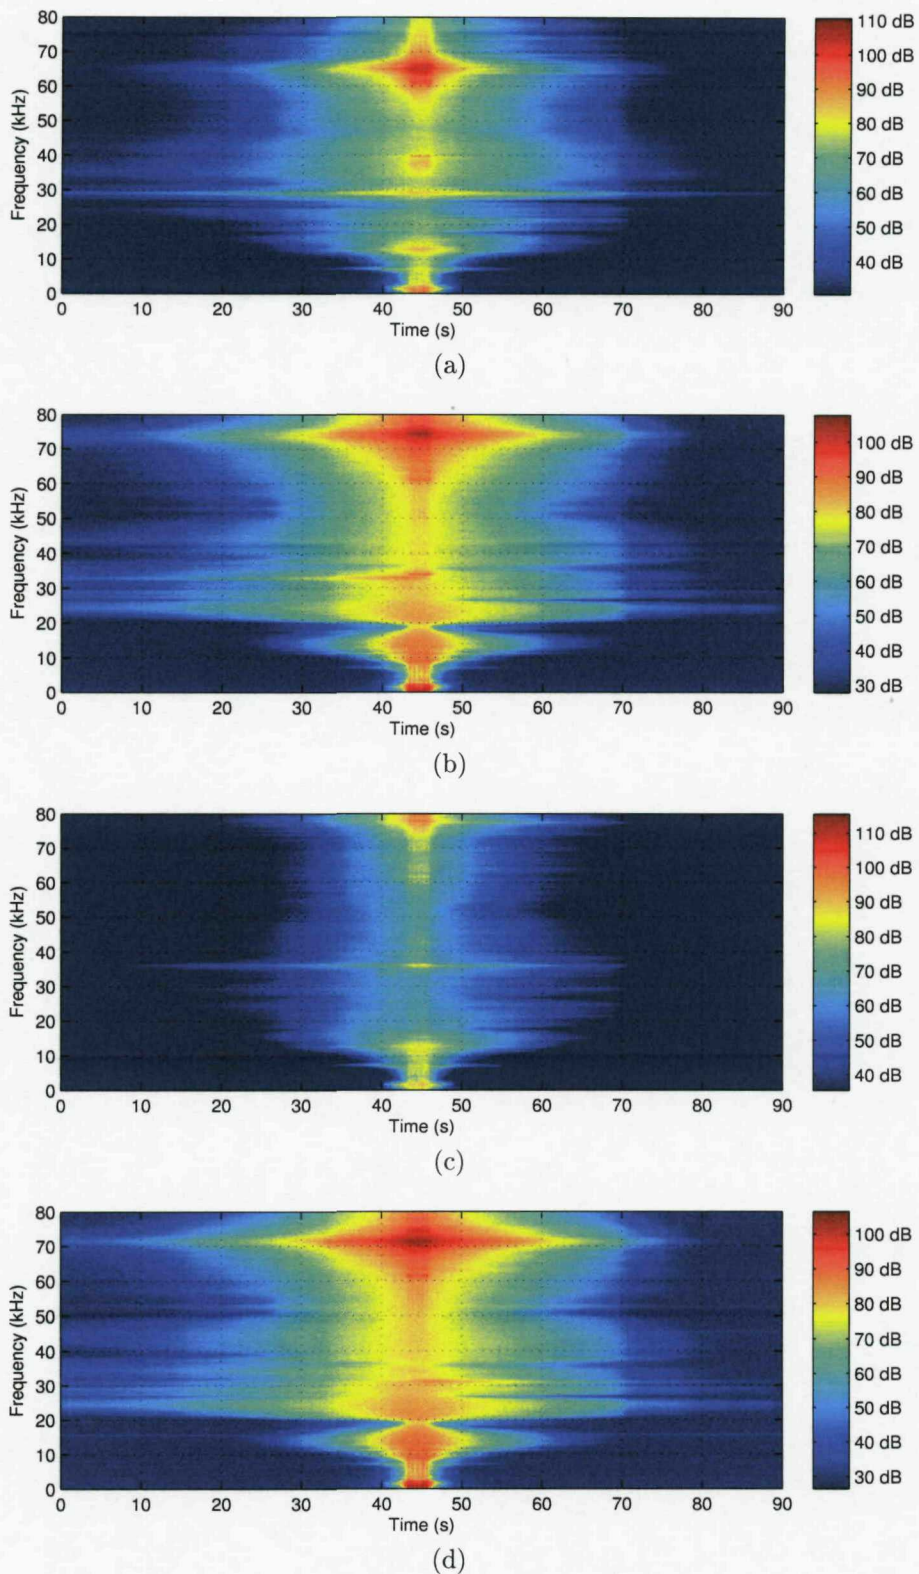 80
70
60
50
40
30
20
10
0
Frequency (kHz)
0 10 20 30 40 50 60 70 80 90
Time (s)
110 dB
100 dB
90 dB
80 dB
70 dB
60 dB
50 dB
40 dB
(a)
80
70
60
50
40
30
20
10
0
Frequency (kHz)
0 10 20 30 40 50 60 70 80 90
Time (s)
100 dB
90 dB
80 dB
70 dB
60 dB
50 dB
40 dB
30 dB
(b)
80
70
60
50
40
30
20
10
0
Frequency (kHz)
0 10 20 30 40 50 60 70 80 90
Time (s)
110 dB
100 dB
90 dB
80 dB
70 dB
60 dB
50 dB
40 dB
(c)
80
70
60
50
40
30
20
10
0
Frequency (kHz)
0 10 20 30 40 50 60 70 80 90
Time (s)
100 dB
90 dB
80 dB
70 dB
60 dB
50 dB
40 dB
30 dB
(d)